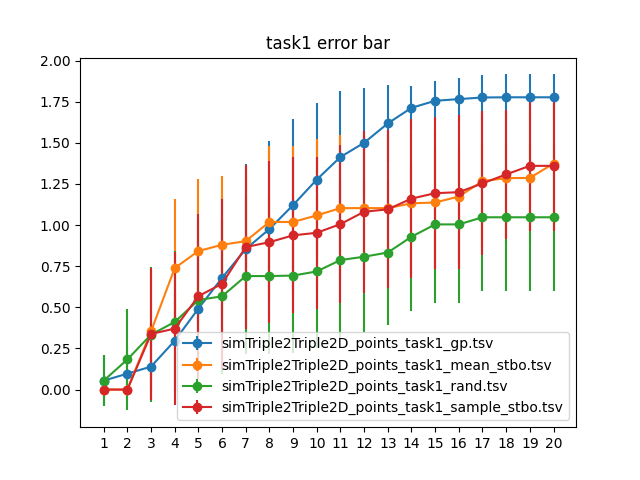 task1 error bar
2.00
1.75
1.50
1.25
1.00
0.75
0.50
0.25
0.00
simTriple2Triple2D_points_task1_gp.tsv
simTriple2Triple2D_points_task1_mean_stbo.tsv
simTriple2Triple2D_points_task1_rand.tsv
simTriple2Triple2D_points_task1_sample_stbo.tsv
1 2 3 4 5 6 7 8 9 10 11 12 13 14 15 16 17 18 19 20